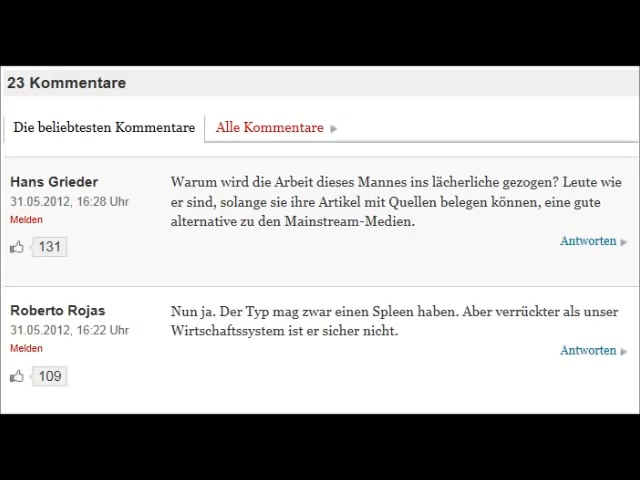 23 Kommentare
Die beliebtesten Kommentare
Alle Kommentare
Hans Grieder
31.05.2012, 16:28 Uhr
Melden
131
Warum wird die Arbeit dieses Mannes ins lächerliche gezogen? Leute wie
er sind, solange sie ihre Artikel mit Quellen belegen können, eine gute
alternative zu den Mainstream-Medien.
Antworten
Roberto Rojas
31.05.2012, 16:22 Uhr
Melden
109
Nun ja. Der Typ mag zwar einen Spleen haben. Aber verrückter als unser
Wirtschaftssystem ist er sicher nicht.
Antworten